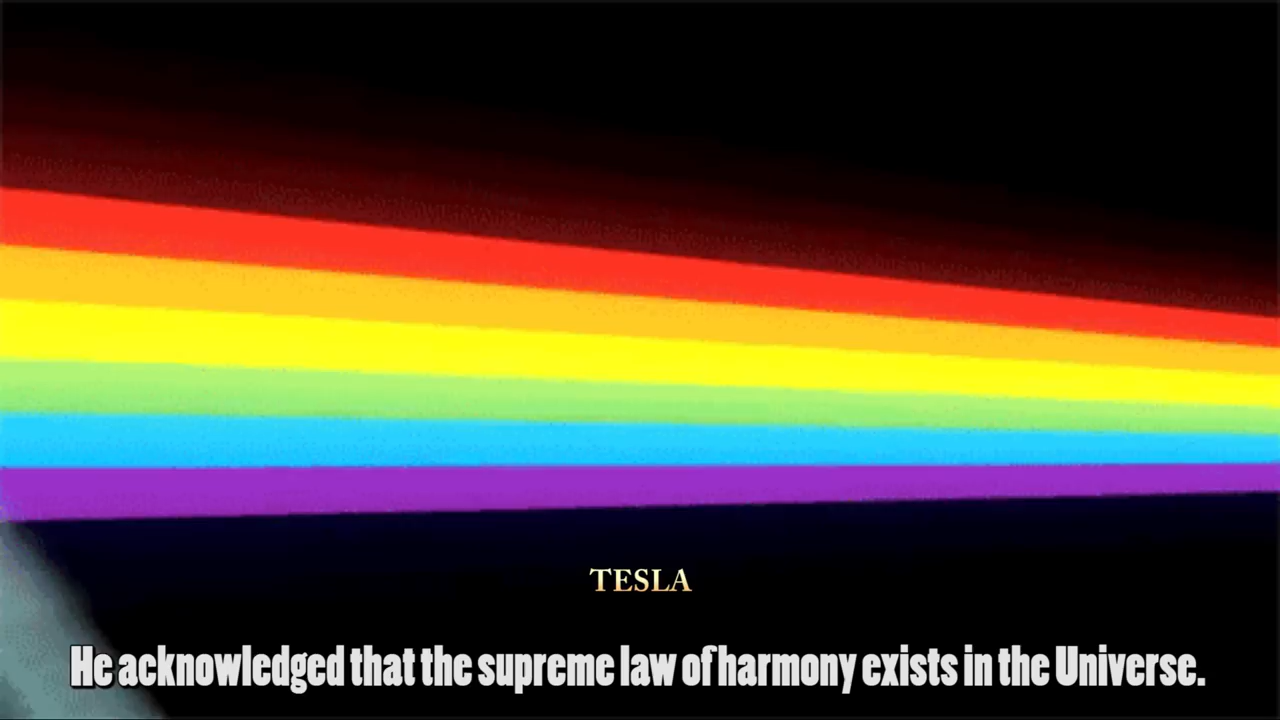 TESLA
He acknowledged that the supreme law of harmony exists in the Universe.